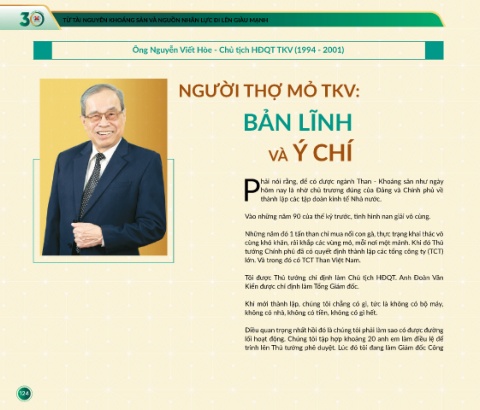 30
TỪ TÀI NGUYÊN KHOÁNG SẢN VÀ NGUỒN NHÂN LỰC ĐI LÊN GIÀU MẠNH
Ông Nguyễn Viết Hòe - Chủ tịch HĐQT TKV (1994 - 2001)
NGƯỜI THỢ MỎ TKV:
BẢN LĨNH
VÀ Ý CHÍ
Phải nói rằng, để có được ngành Than - Khoáng sản như ngày
hôm nay là nhờ chủ trương đúng của Đảng và Chính phủ về
thành lập các tập đoàn kinh tế Nhà nước.
Vào những năm 90 của thế kỷ trước, tình hình nan giải vô cùng.
Những năm đó 1 tấn than chỉ mua nổi con gà, thực trạng khai thác vô
cùng khó khăn, rải khắp các vùng mỏ, mỗi nơi một mảnh. Khi đó Thủ
tướng Chính phủ đã có quyết định thành lập các tổng công ty (TCT)
lớn. Và trong đó có TCT Than Việt Nam.
Tôi được Thủ tướng chỉ định làm Chủ tịch HĐQT. Anh Đoàn Văn
Kiển được chỉ định làm Tổng Giám đốc.
Khi mới thành lập, chúng tôi chẳng có gì, tức là không có bộ máy,
không có nhà, không có tiền, không có gì hết.
Điều quan trọng nhất hồi đó là chúng tôi phải làm sao có được đường
lối hoạt động. Chúng tôi tập hợp khoảng 20 anh em làm điều lệ để
trình lên Thủ tướng phê duyệt. Lúc đó tôi đang làm Giám đốc Công
124